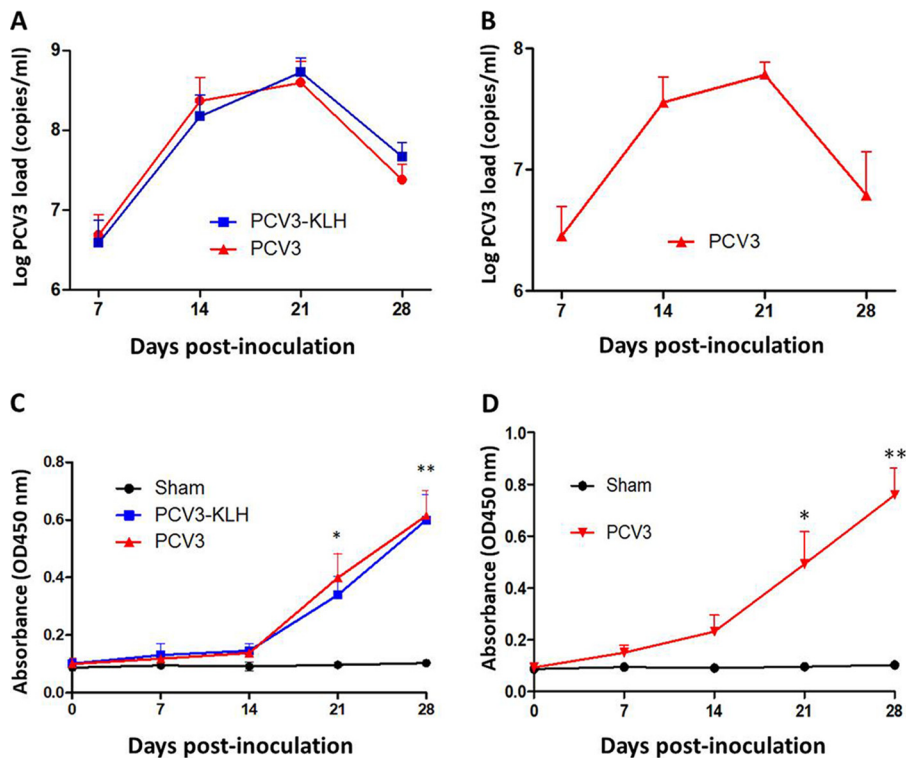 A
Log PCV3 load (copies/ml)
9
8
7
6
PCV3-KLH
PCV3
7 14 21 28
Days post-inoculation
B
Log PCV3 load (copies/ml)
8
7
6
PCV3
7 14 21 28
Days post-inoculation
C
Absorbance (OD450 nm)
0.8
0.6
0.4
0.2
0.0
Sham
PCV3-KLH
PCV3
*
**
0 7 14 21 28
Days post-inoculation
D
Absorbance (OD450 nm)
1.0
0.8
0.6
0.4
0.2
0.0
Sham
PCV3
*
**
0 7 14 21 28
Days post-inoculation